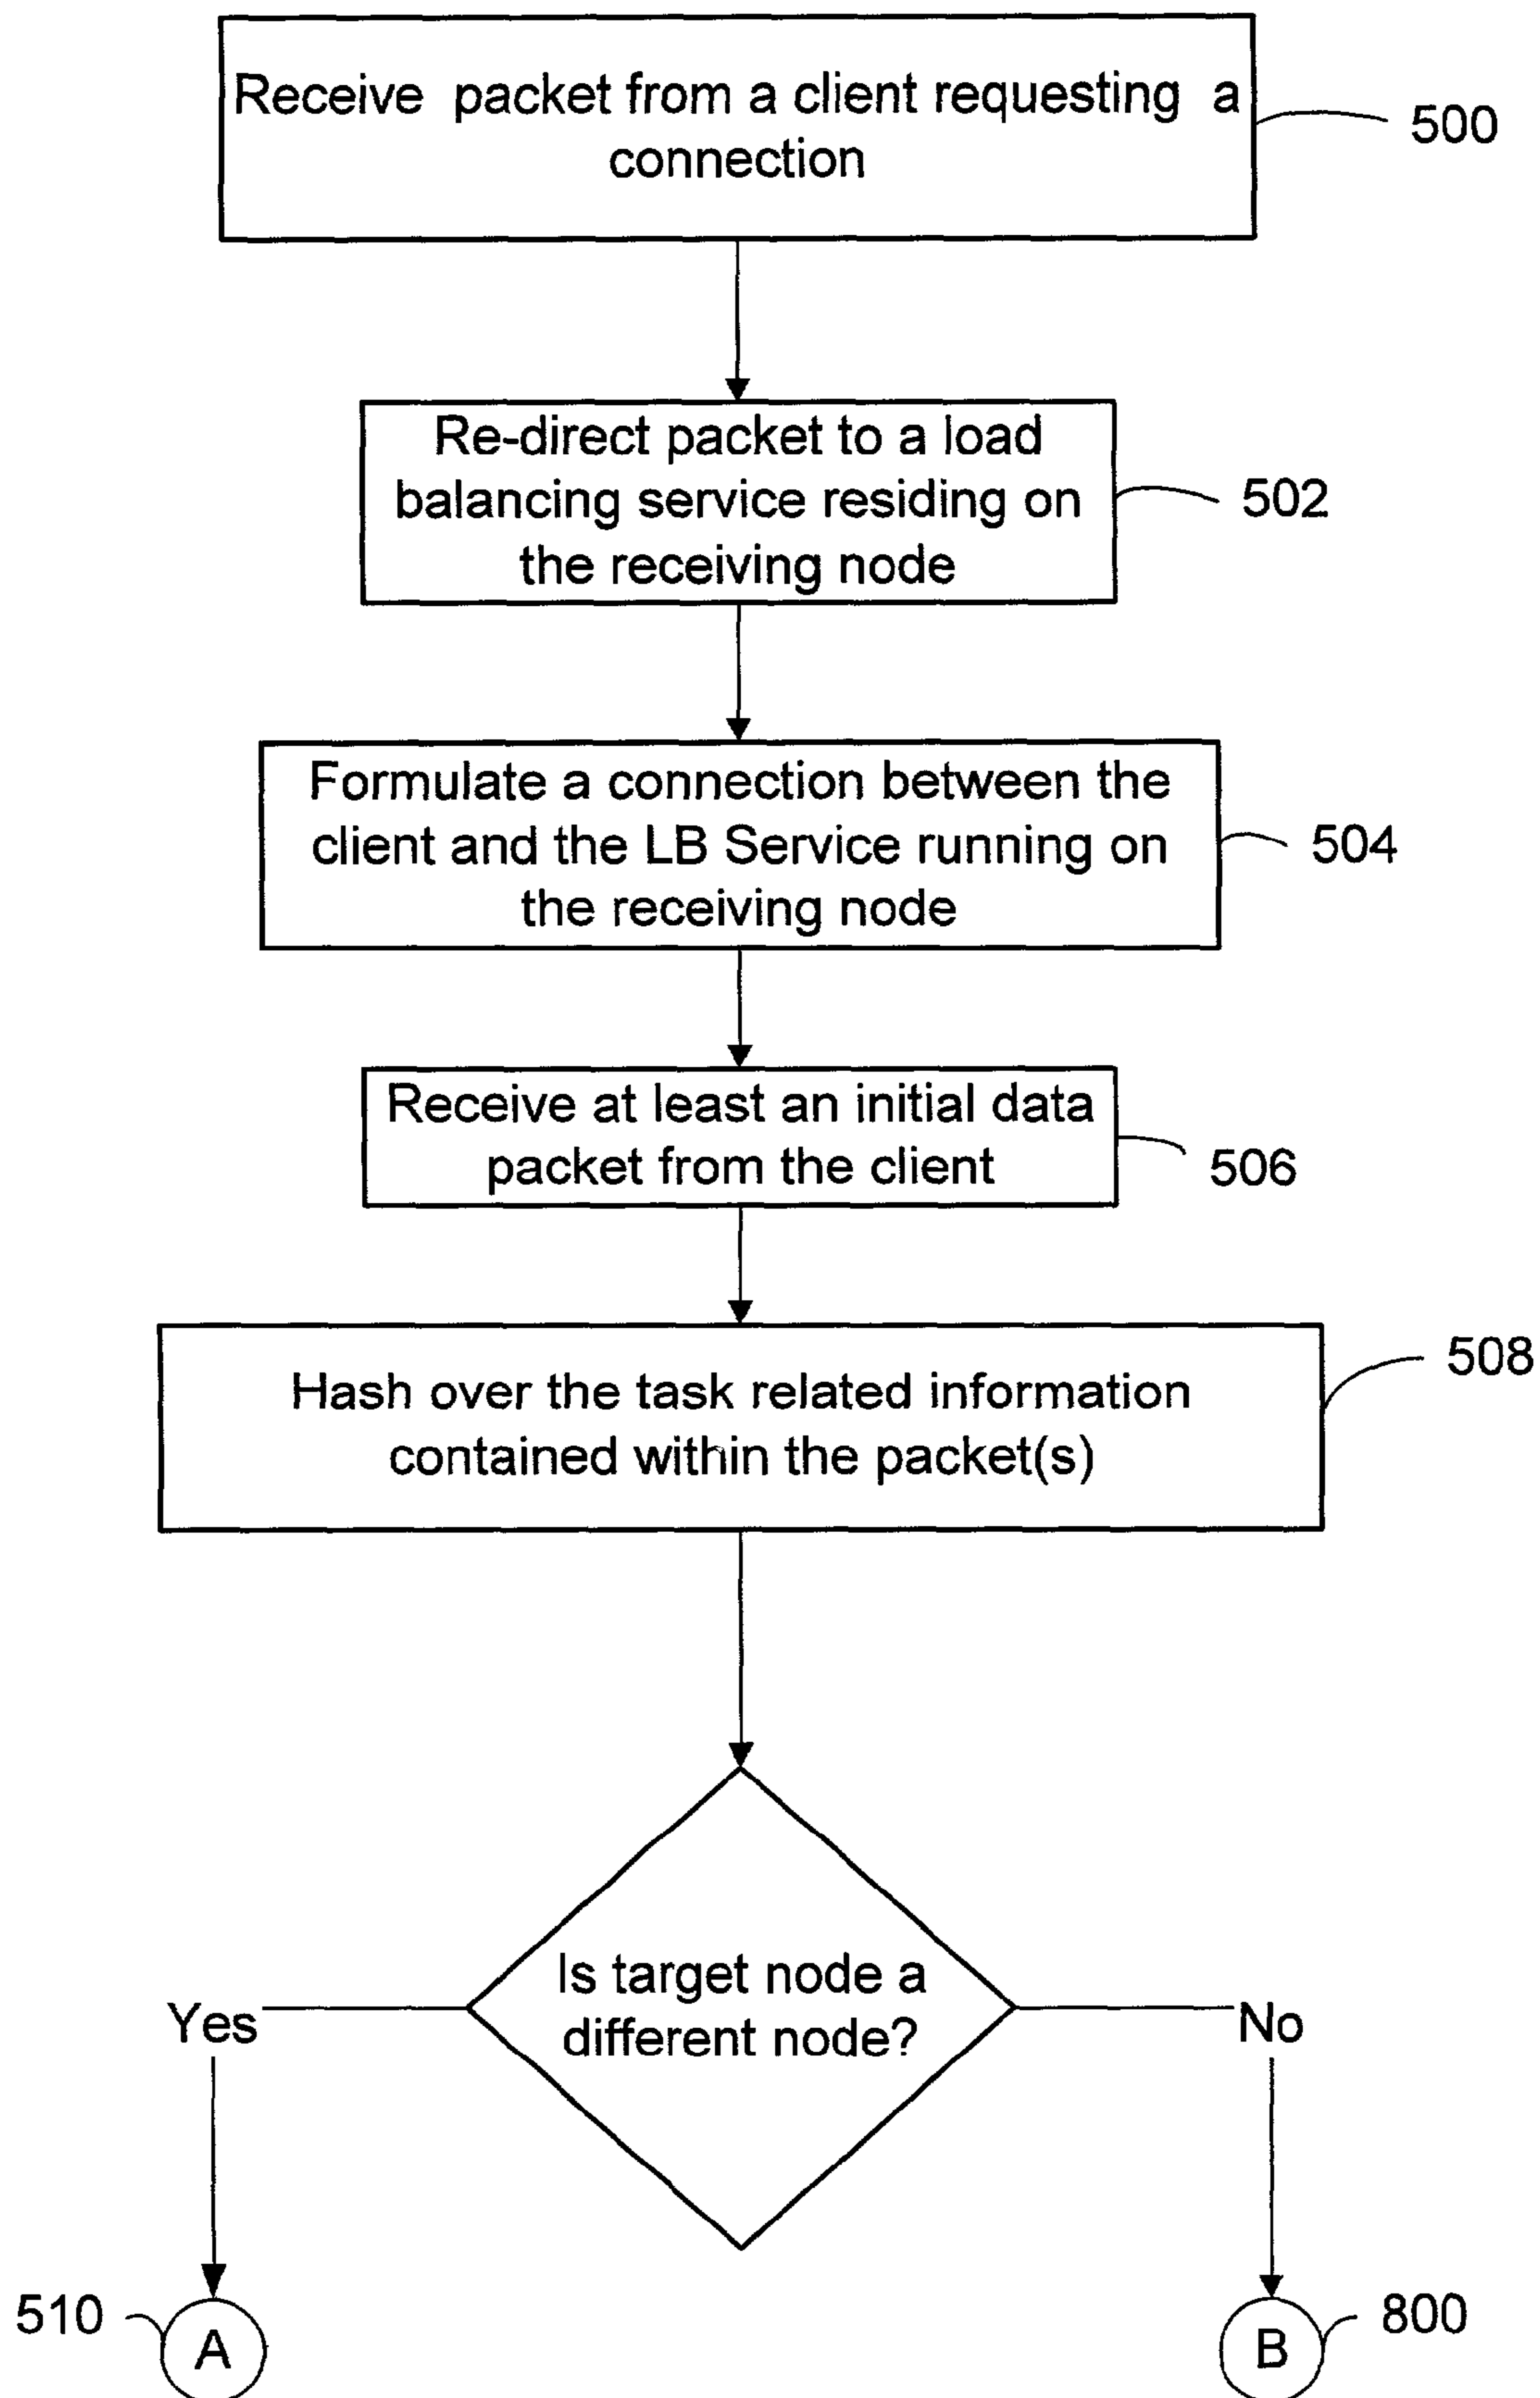 Receive packet from a client requesting a
connection
500
Re-direct packet to a load
balancing service residing on
the receiving node
502
Formulate a connection between the
client and the LB Service running on
the receiving node
504
Receive at least an initial data
packet from the client
506
Hash over the task related information
contained within the packet(s)
508
Is target node a
different node?
Yes
No
510
A
B
800